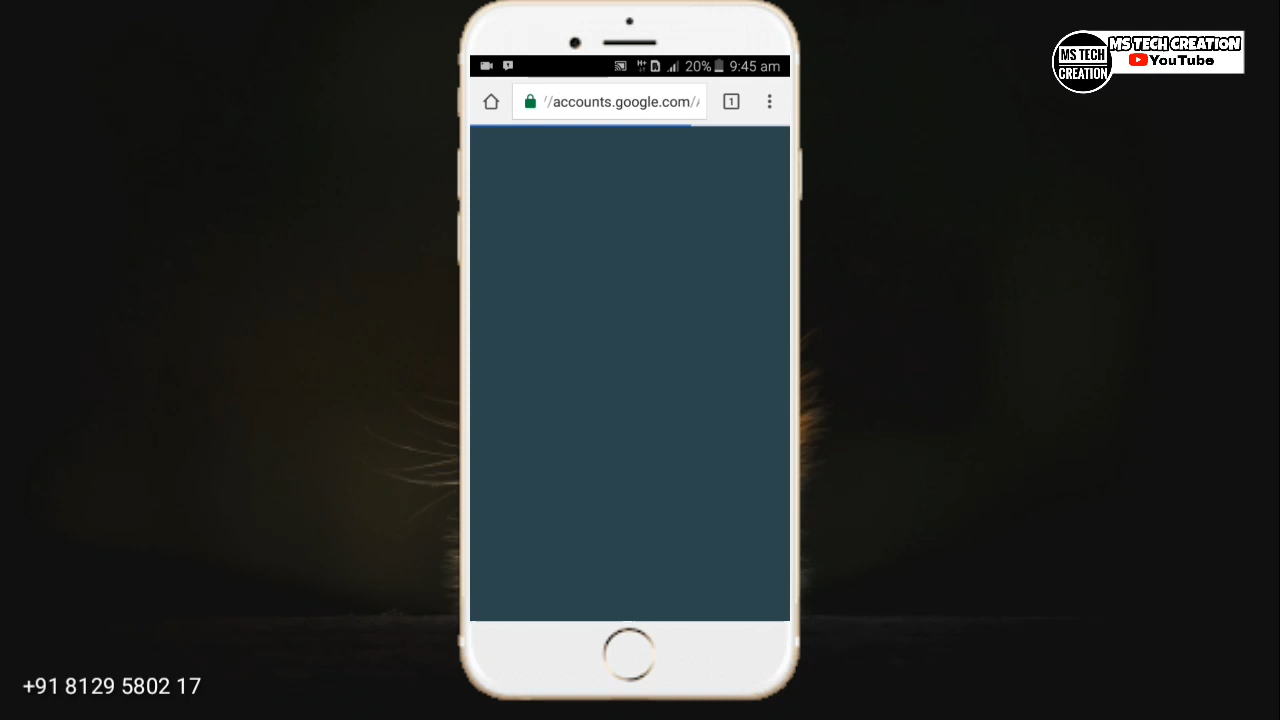 MS TECH CREATION
YouTube
MS TECH
CREATION
20% 9:45 am
//accounts.google.com/
1
+91 8129 5802 17